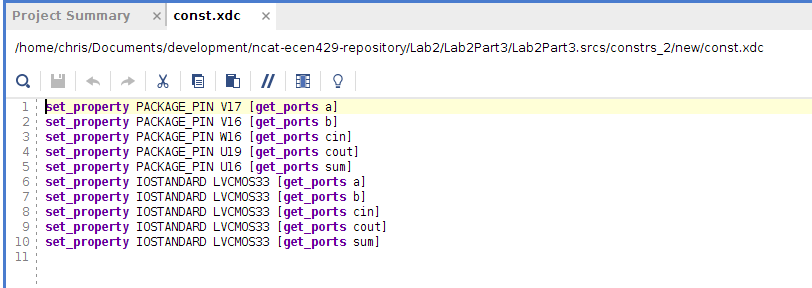 Project Summary × const.xdc ×
/home/chris/Documents/development/ncat-ecen429-repository/Lab2/Lab2Part3/Lab2Part3.srcs/constrs_2/new/const.xdc
1 set_property PACKAGE_PIN V17 [get_ports a]
2 set_property PACKAGE_PIN V16 [get_ports b]
3 set_property PACKAGE_PIN W16 [get_ports cin]
4 set_property PACKAGE_PIN U19 [get_ports cout]
5 set_property PACKAGE_PIN U16 [get_ports sum]
6 set_property IOSTANDARD LVCMOS33 [get_ports a]
7 set_property IOSTANDARD LVCMOS33 [get_ports b]
8 set_property IOSTANDARD LVCMOS33 [get_ports cin]
9 set_property IOSTANDARD LVCMOS33 [get_ports cout]
10 set_property IOSTANDARD LVCMOS33 [get_ports sum]
11